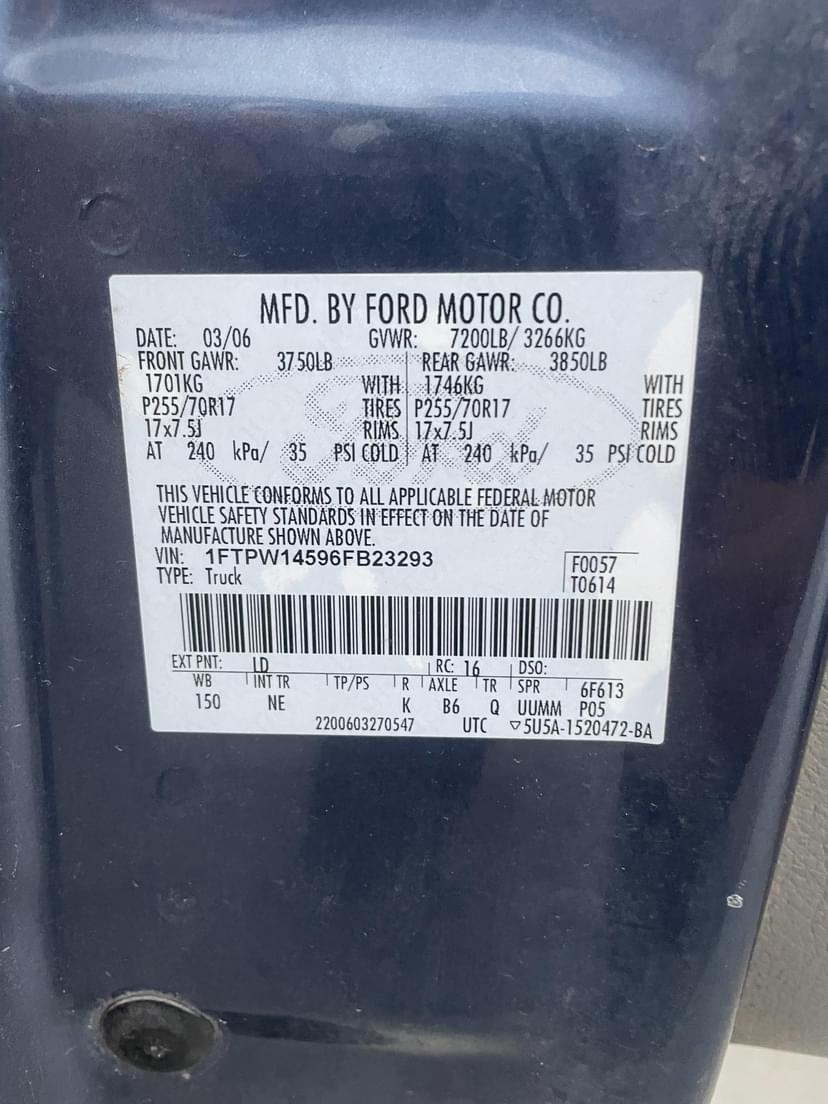 MFD. BY FORD MOTOR CO.
DATE: 03/06 GVWR: 7200LB/ 3266KG
FRONT GAWR: 3750LB REAR GAWR: 3850LB
1701KG WITH 1746KG WITH
P255/70R17 TIRES P255/70R17 TIRES
17x7.5J RIMS 17x7.5J RIMS
AT 240 kPa/ 35 PSI COLD AT 240 kPa/ 35 PSI COLD
THIS VEHICLE CONFORMS TO ALL APPLICABLE FEDERAL MOTOR
VEHICLE SAFETY STANDARDS IN EFFECT ON THE DATE OF
MANUFACTURE SHOWN ABOVE.
VIN: 1FTPW14596FB23293 F0057
TYPE: Truck T0614
EXT PNT: LD RC: 16 DSO:
WB INT TR TP/PS R AXLE TR SPR 6F613
150 NE K B6 Q UUMM P05
2200603270547 UTC ▽5U5A-1520472-BA